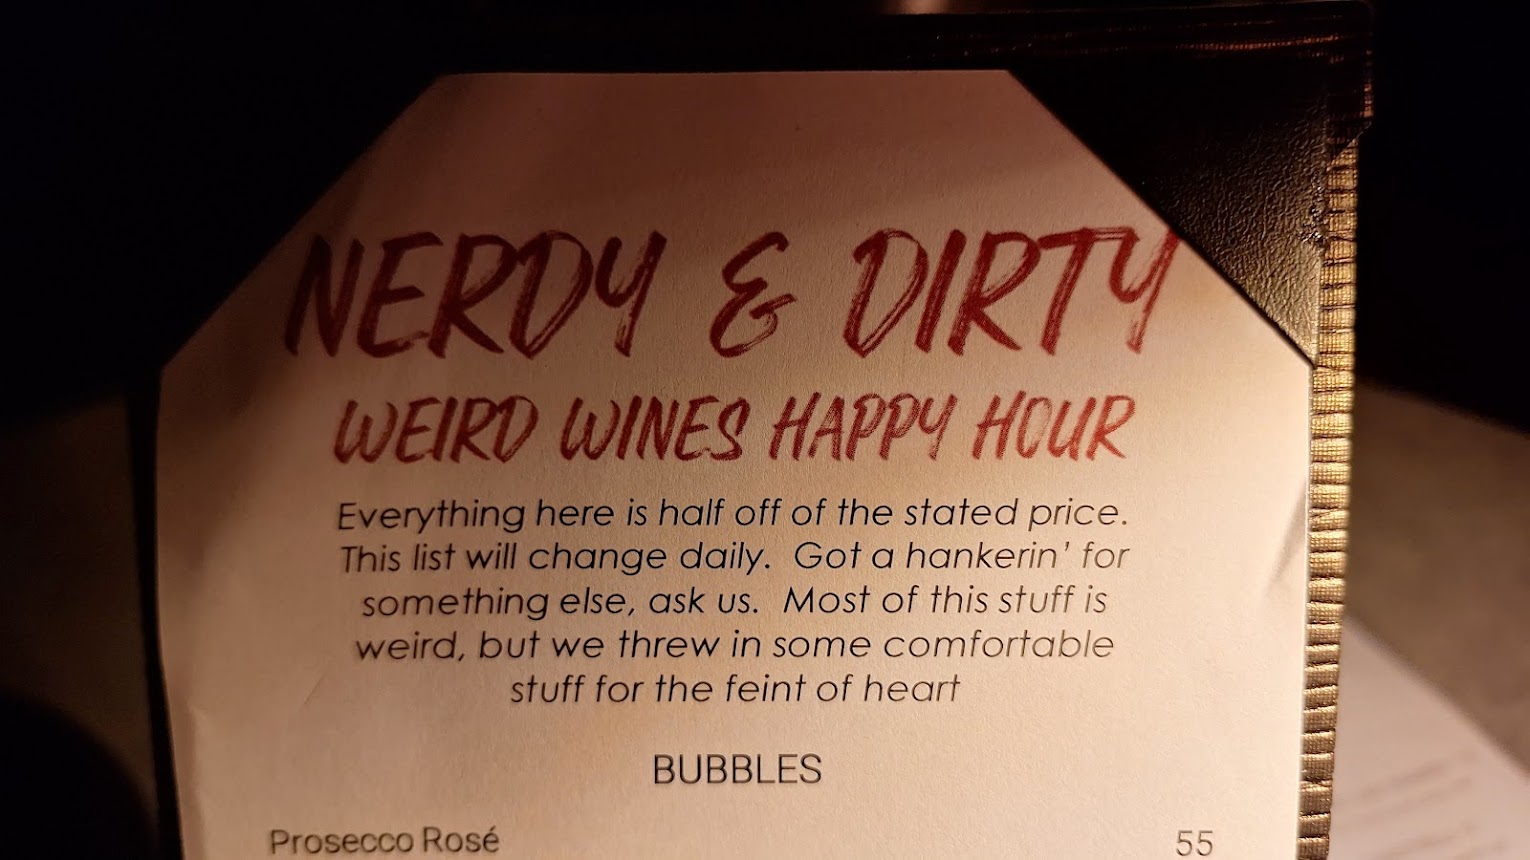 NERDY & DIRTY
WEIRD WINES HAPPY HOUR
Everything here is half off of the stated price.
This list will change daily.  Got a hankerin' for
something else, ask us.  Most of this stuff is
weird, but we threw in some comfortable
stuff for the feint of heart
BUBBLES
Prosecco Rosé 55